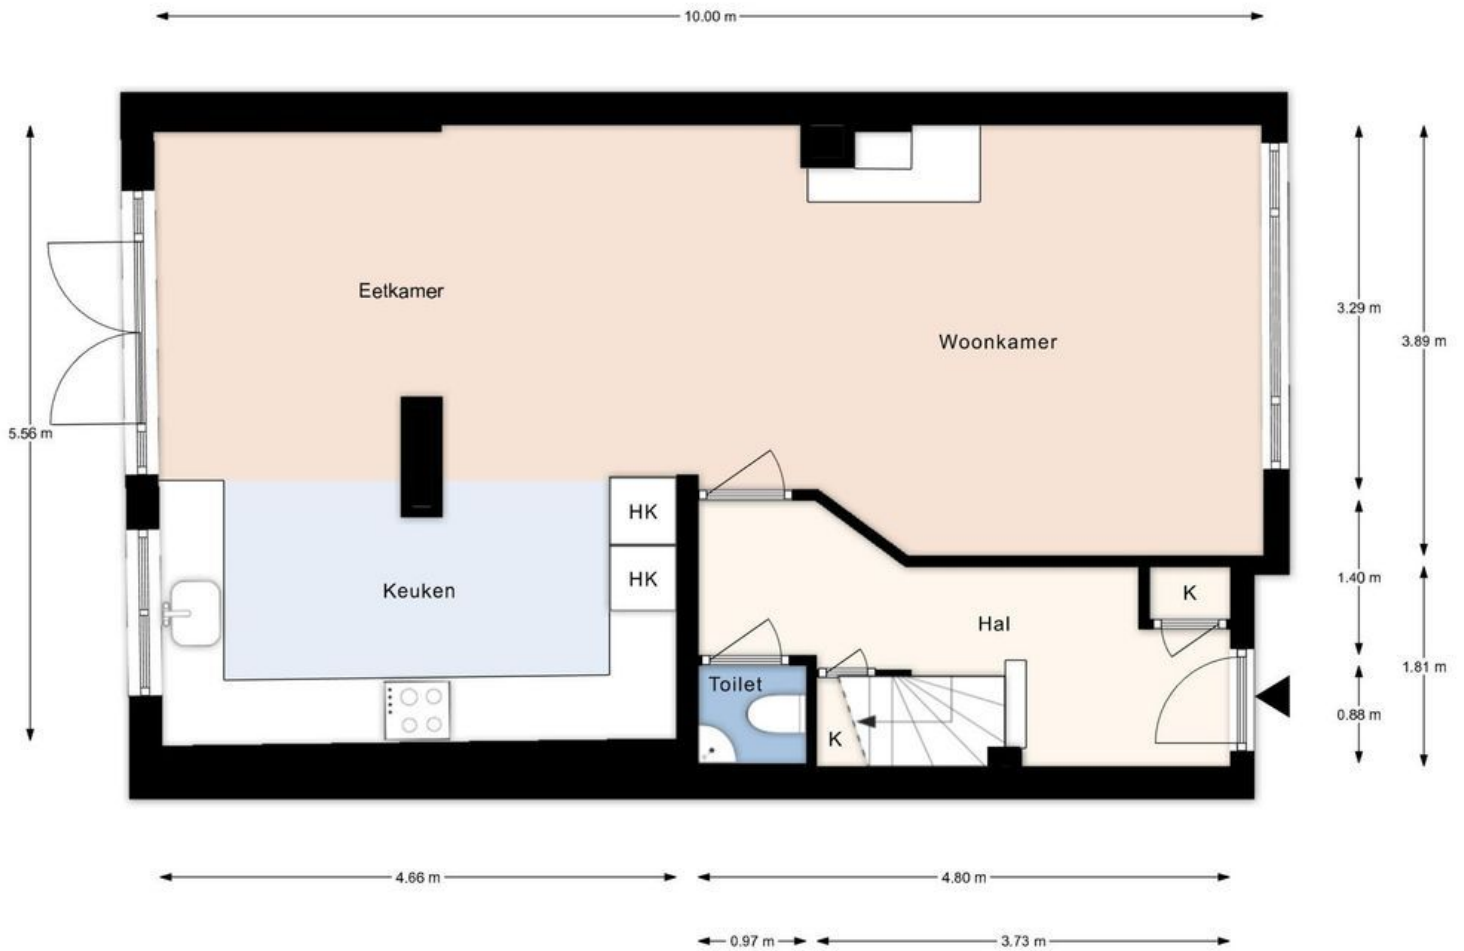 10.00 m
Eetkamer
3.29 m
Woonkamer
3.89 m
5.56 m
HK
HK
1.40 m
Keuken
K
Hal
1.81 m
Toilet
0.88 m
K
4.66 m
4.80 m
0.97 m
3.73 m